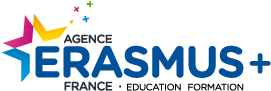 AGENCE
ERASMUS+
FRANCE • EDUCATION FORMATION